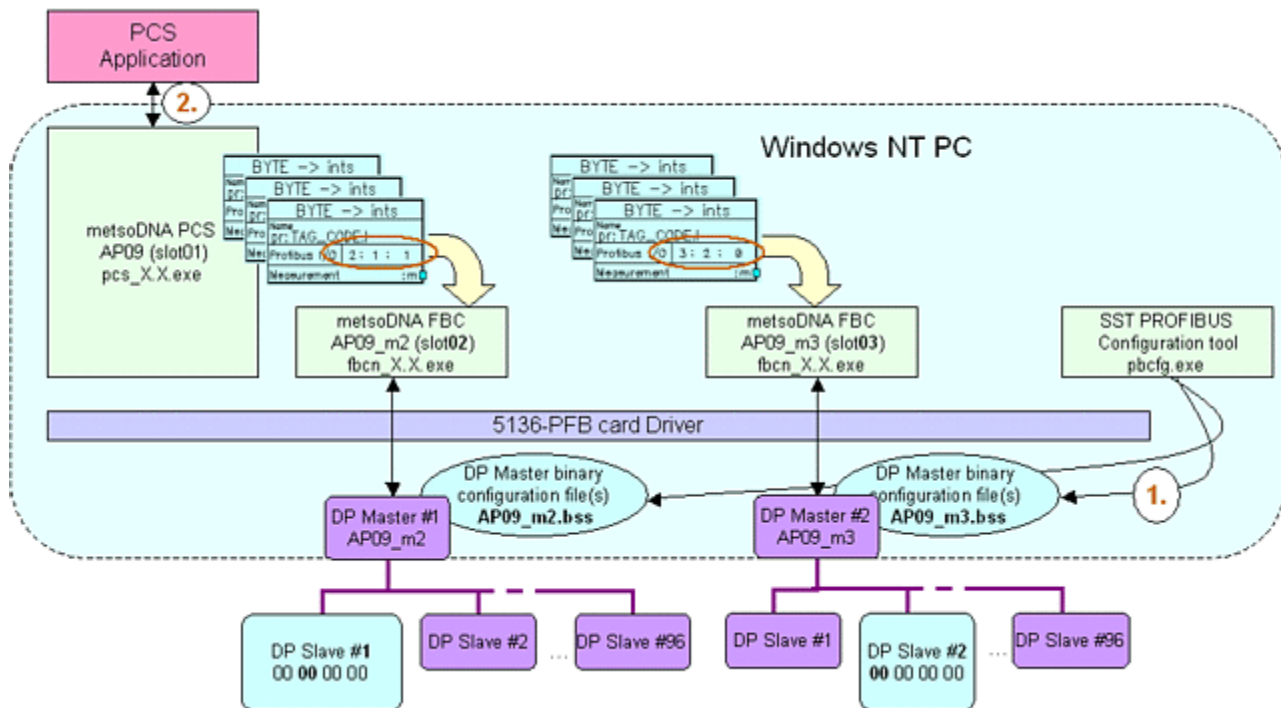 PCS
Application
2.
Windows NT PC
metsoDNA PCS
AP09 (slot01)
pcs_X.X.exe
BYTE -> ints
BYTE -> ints
BYTE -> ints
Name
pr:TAG_CODE:
Profibus I/O 2: 1: 1
Measurement :m
BYTE -> ints
BYTE -> ints
BYTE -> ints
Name
pr:TAG_CODE:
Profibus I/O 3: 2: 0
Measurement :m
metsoDNA FBC
AP09_m2 (slot02)
fbcn_X.X.exe
metsoDNA FBC
AP09_m3 (slot03)
fbcn_X.X.exe
SST PROFIBUS
Configuration tool
pbcfg.exe
5136-PFB card Driver
DP Master binary
configuration file(s)
AP09_m2.bss
DP Master binary
configuration file(s)
AP09_m3.bss
1.
DP Master #1
AP09_m2
DP Master #2
AP09_m3
DP Slave #1
00 00 00 00
DP Slave #2
...
DP Slave #96
DP Slave #1
DP Slave #2
00 00 00 00
...
DP Slave #96